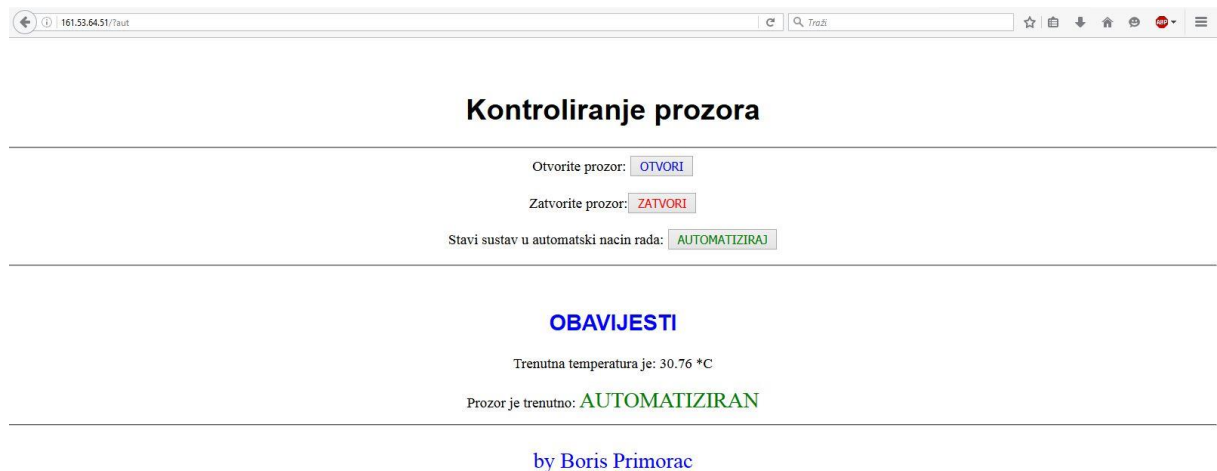 161.53.64.51/?aut
Traži
ABP
Kontroliranje prozora
Otvorite prozor: OTVORI
Zatvorite prozor: ZATVORI
Stavi sustav u automatski nacin rada: AUTOMATIZIRAJ
OBAVIJESTI
Trenutna temperatura je: 30.76 *C
Prozor je trenutno: AUTOMATIZIRAN
by Boris Primorac